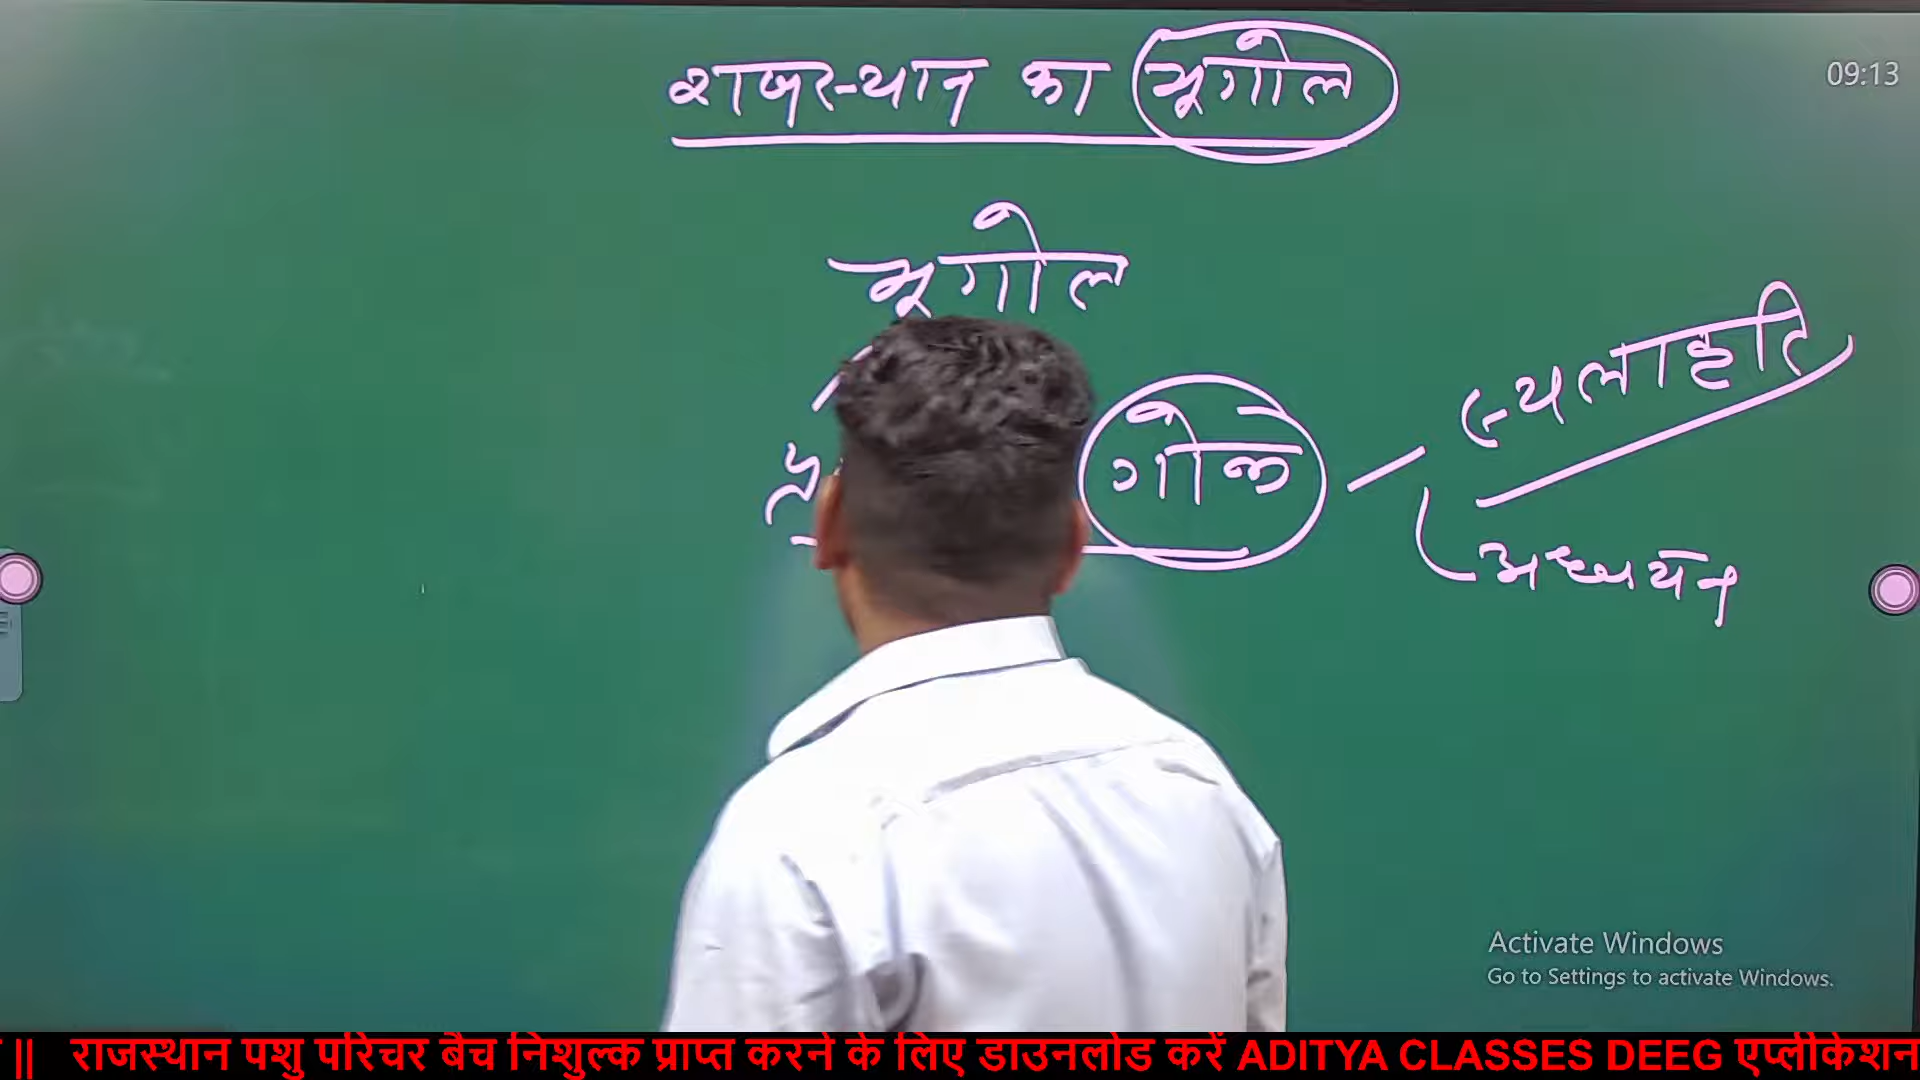 राजस्थान का भूगोल
09:13
भूगोल
गोल
स्थलाकृति
अध्ययन
Activate Windows
Go to Settings to activate Windows.
|| राजस्थान पशु परिचर बैच निशुल्क प्राप्त करने के लिए डाउनलोड करें ADITYA CLASSES DEEG एप्लीकेशन